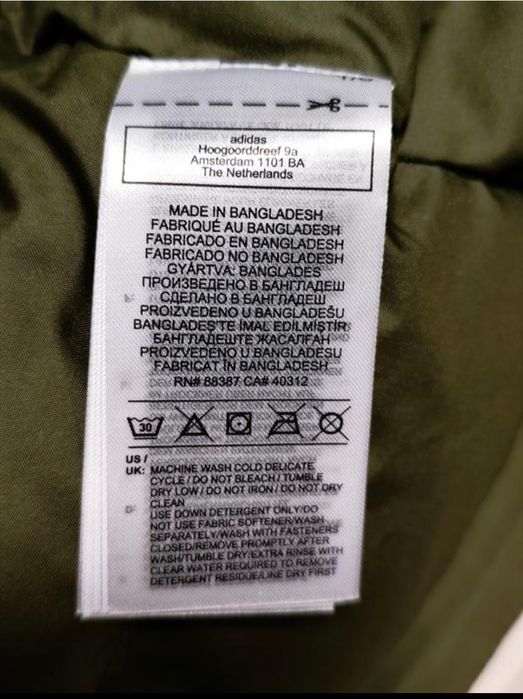 adidas
Hoogoorddreef 9a
Amsterdam 1101 BA
The Netherlands
MADE IN BANGLADESH
FABRIQUÉ AU BANGLADESH
FABRICADO EN BANGLADESH
FABRICADO NO BANGLADESH
GYÁRTVA: BANGLADES
ПРОИЗВЕДЕНО В БАНГЛАДЕШ
СДЕЛАНО В БАНГЛАДЕШ
PROIZVEDENO U BANGLADEŠU
BANGLADEŞ'TE İMAL EDİLMİŞTİR
БАНГЛАДЕШТЕ ЖАСАЛҒАН
PROIZVEDENO U BANGLADESU
FABRICAT ÎN BANGLADESH
RN# 88387 CA# 40312
30
US /
UK: MACHINE WASH COLD DELICATE
CYCLE / DO NOT BLEACH / TUMBLE
DRY LOW / DO NOT IRON / DO NOT DRY
CLEAN
USE DOWN DETERGENT ONLY/DO
NOT USE FABRIC SOFTENER/WASH
SEPARATELY/WASH WITH FASTENERS
CLOSED/REMOVE PROMPTLY AFTER
WASH/TUMBLE DRY/EXTRA RINSE WITH
CLEAR WATER REQUIRED TO REMOVE
DETERGENT RESIDUE/LINE DRY FIRST